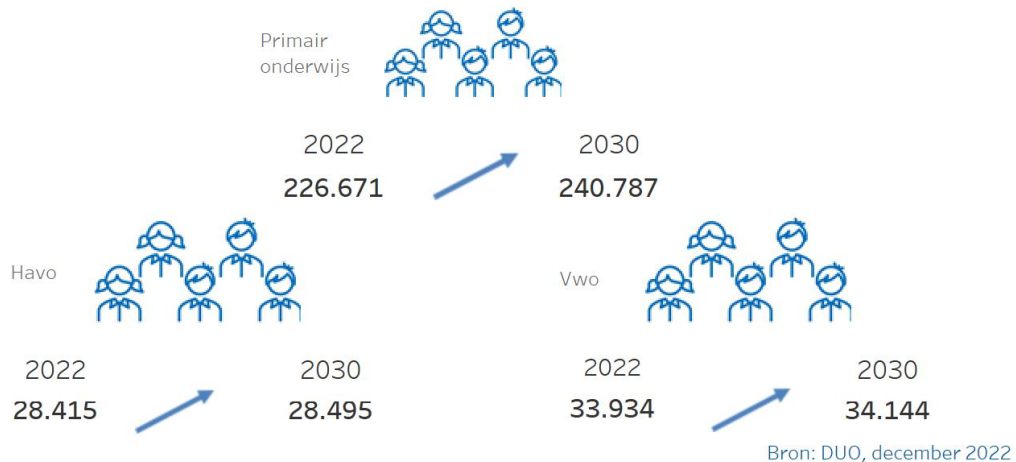 Primair
onderwijs
2022
2030
226.671
240.787
Havo
2022
2030
28.415
28.495
Vwo
2022
2030
33.934
34.144
Bron: DUO, december 2022